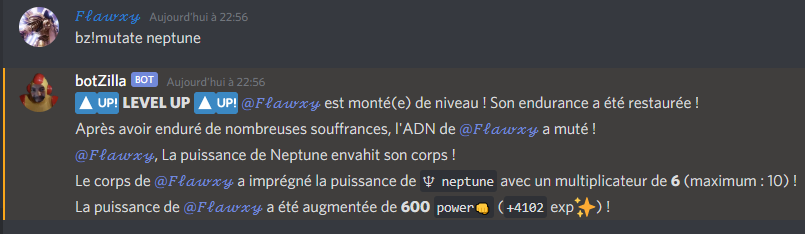 Flawxy Aujourd'hui à 22:56
bz!mutate neptune
botZilla BOT Aujourd'hui à 22:56
UP! LEVEL UP UP! @Flawxy est monté(e) de niveau ! Son endurance a été restaurée !
Après avoir enduré de nombreuses souffrances, l'ADN de @Flawxy a muté !
@Flawxy, La puissance de Neptune envahit son corps !
Le corps de @Flawxy a imprégné la puissance de ♆ neptune avec un multiplicateur de 6 (maximum : 10) !
La puissance de @Flawxy a été augmentée de 600 power👊 (+4102 exp✨) !